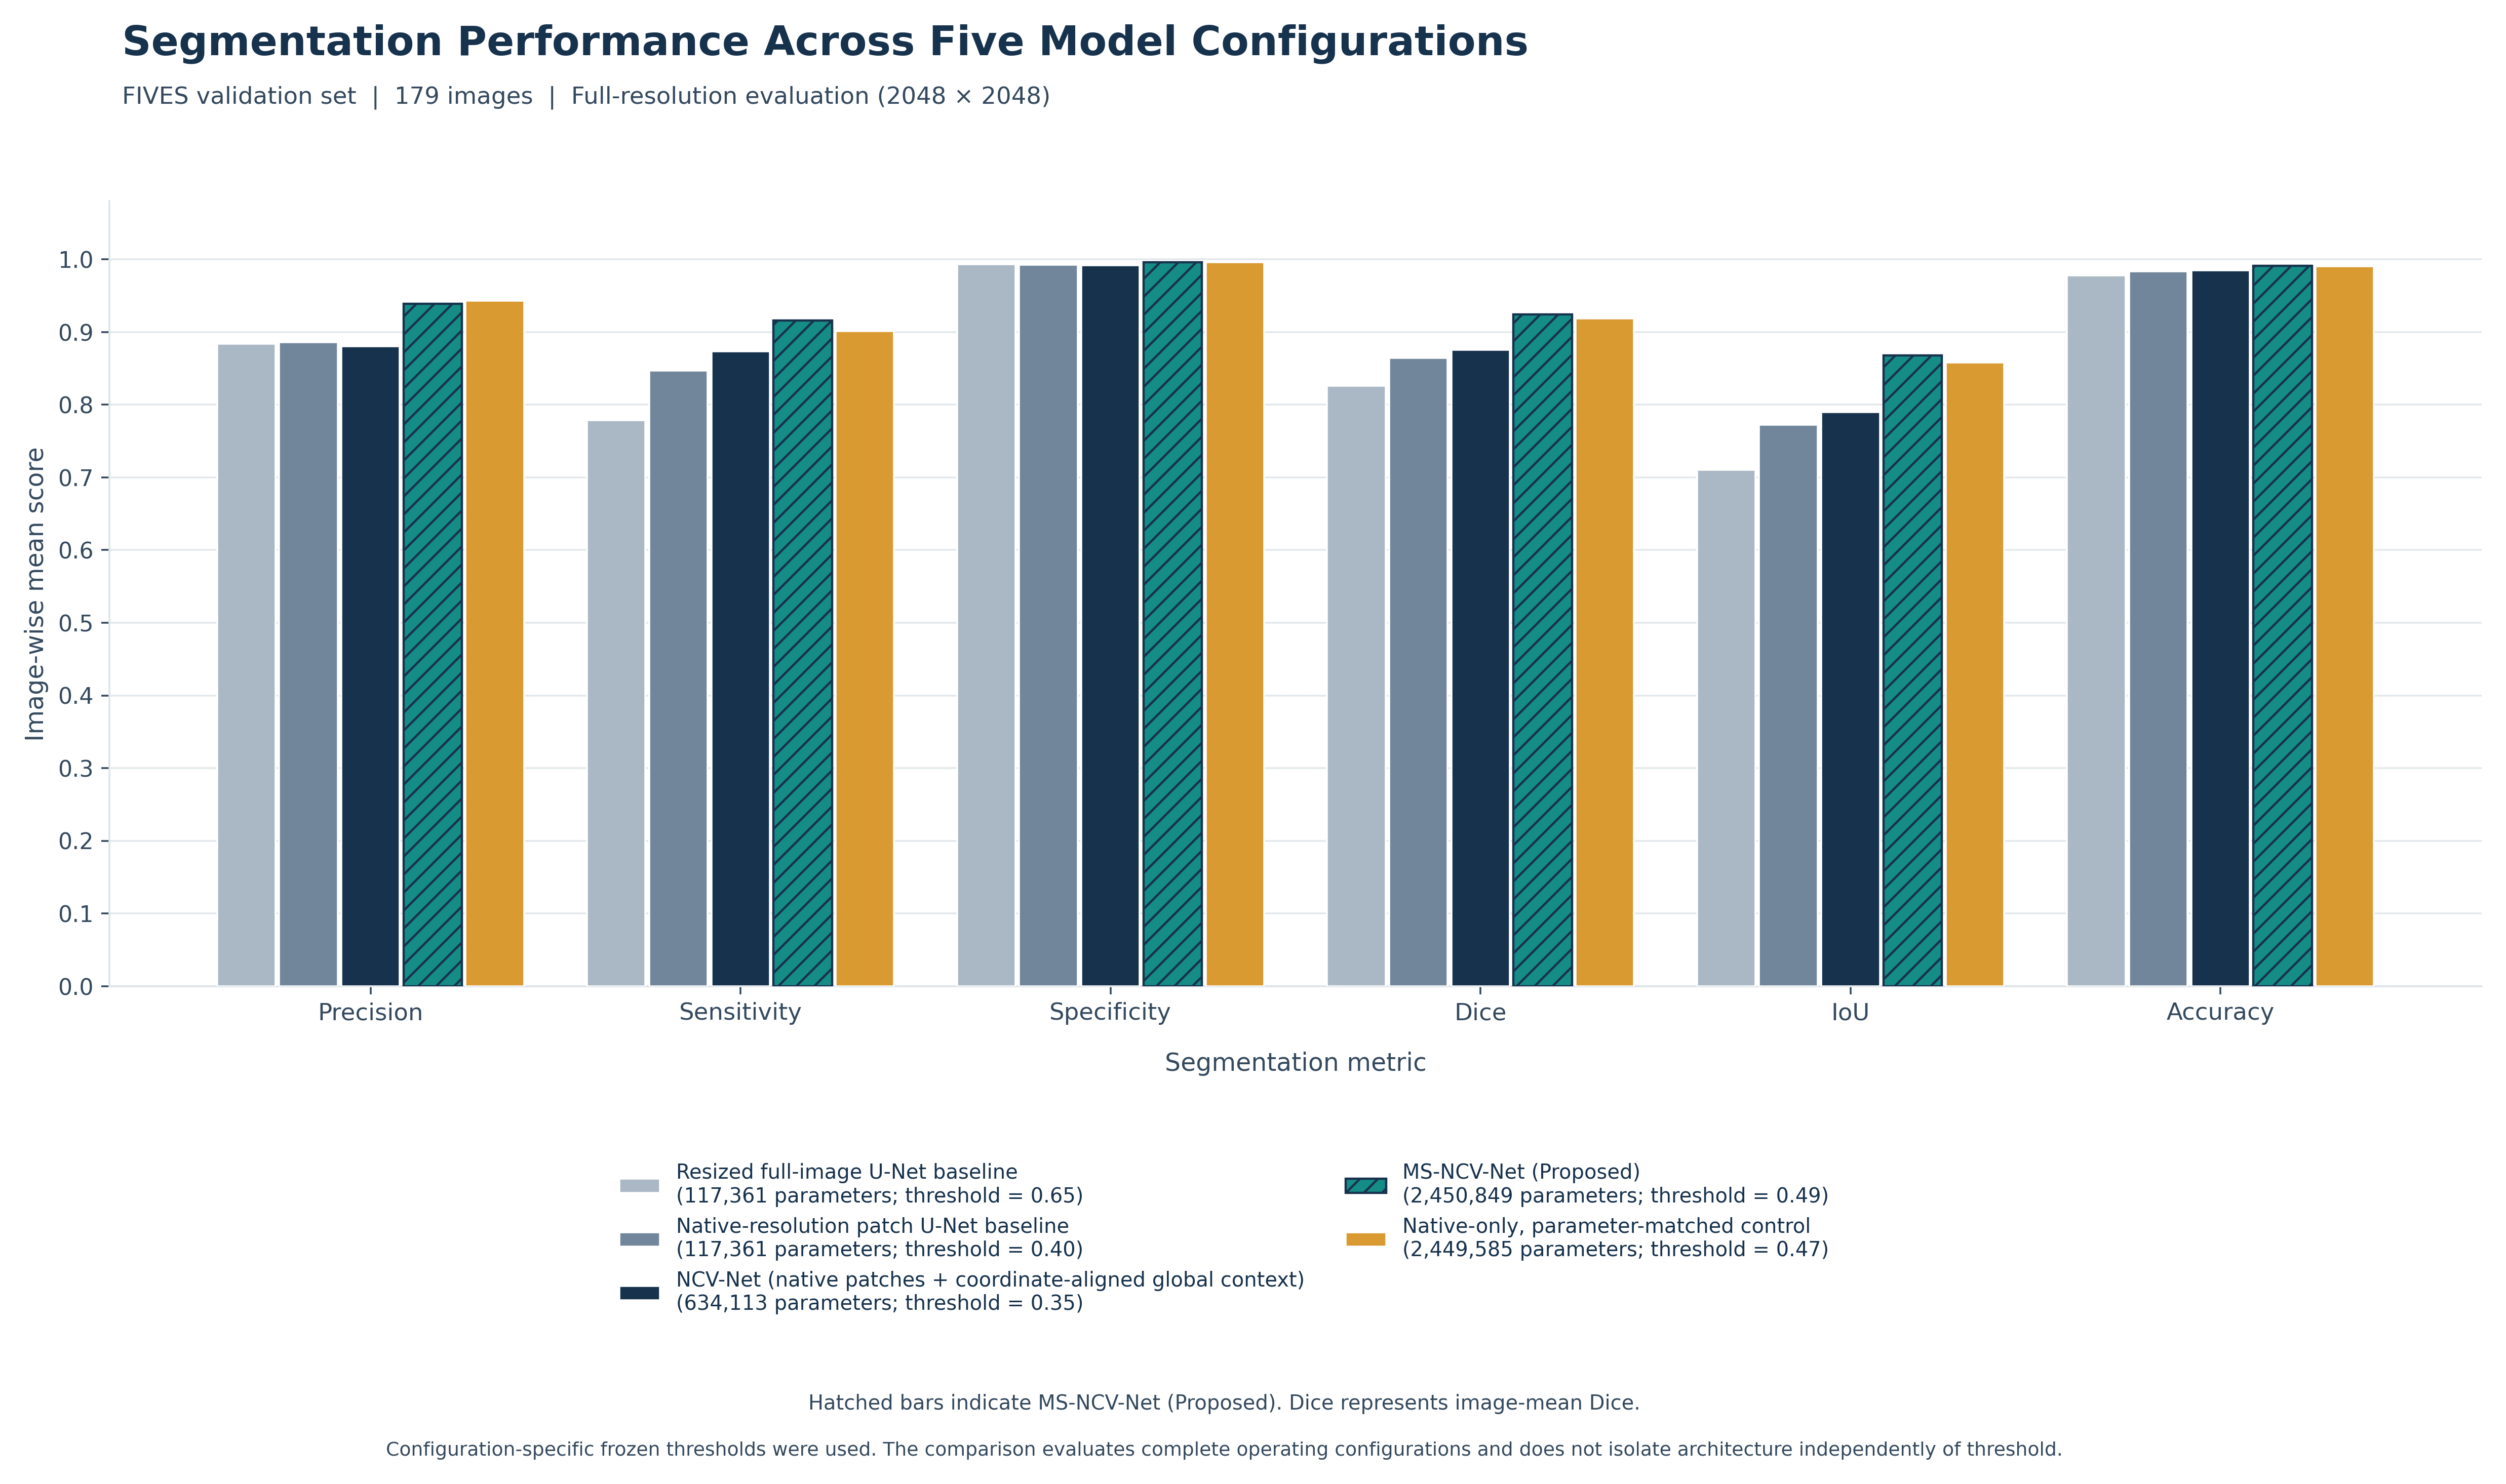 Segmentation Performance Across Five Model Configurations
FIVES validation set | 179 images | Full-resolution evaluation (2048 × 2048)
Image-wise mean score
1.0
0.9
0.8
0.7
0.6
0.5
0.4
0.3
0.2
0.1
0.0
Precision
Sensitivity
Specificity
Dice
IoU
Accuracy
Segmentation metric
Resized full-image U-Net baseline
(117,361 parameters; threshold = 0.65)
Native-resolution patch U-Net baseline
(117,361 parameters; threshold = 0.40)
NCV-Net (native patches + coordinate-aligned global context)
(634,113 parameters; threshold = 0.35)
MS-NCV-Net (Proposed)
(2,450,849 parameters; threshold = 0.49)
Native-only, parameter-matched control
(2,449,585 parameters; threshold = 0.47)
Hatched bars indicate MS-NCV-Net (Proposed). Dice represents image-mean Dice.
Configuration-specific frozen thresholds were used. The comparison evaluates complete operating configurations and does not isolate architecture independently of threshold.